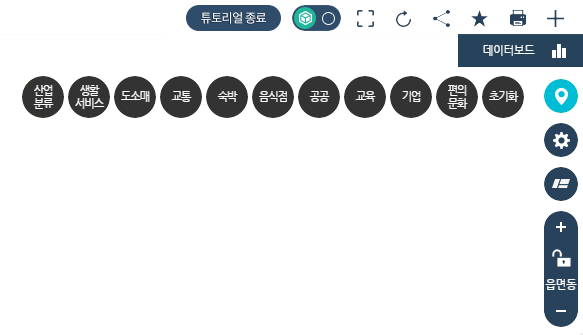 튜토리얼 종료
데이터보드
산업
분류
생활
서비스
도소매
교통
숙박
음식점
공공
교육
기업
편의
문화
초기화
읍면동